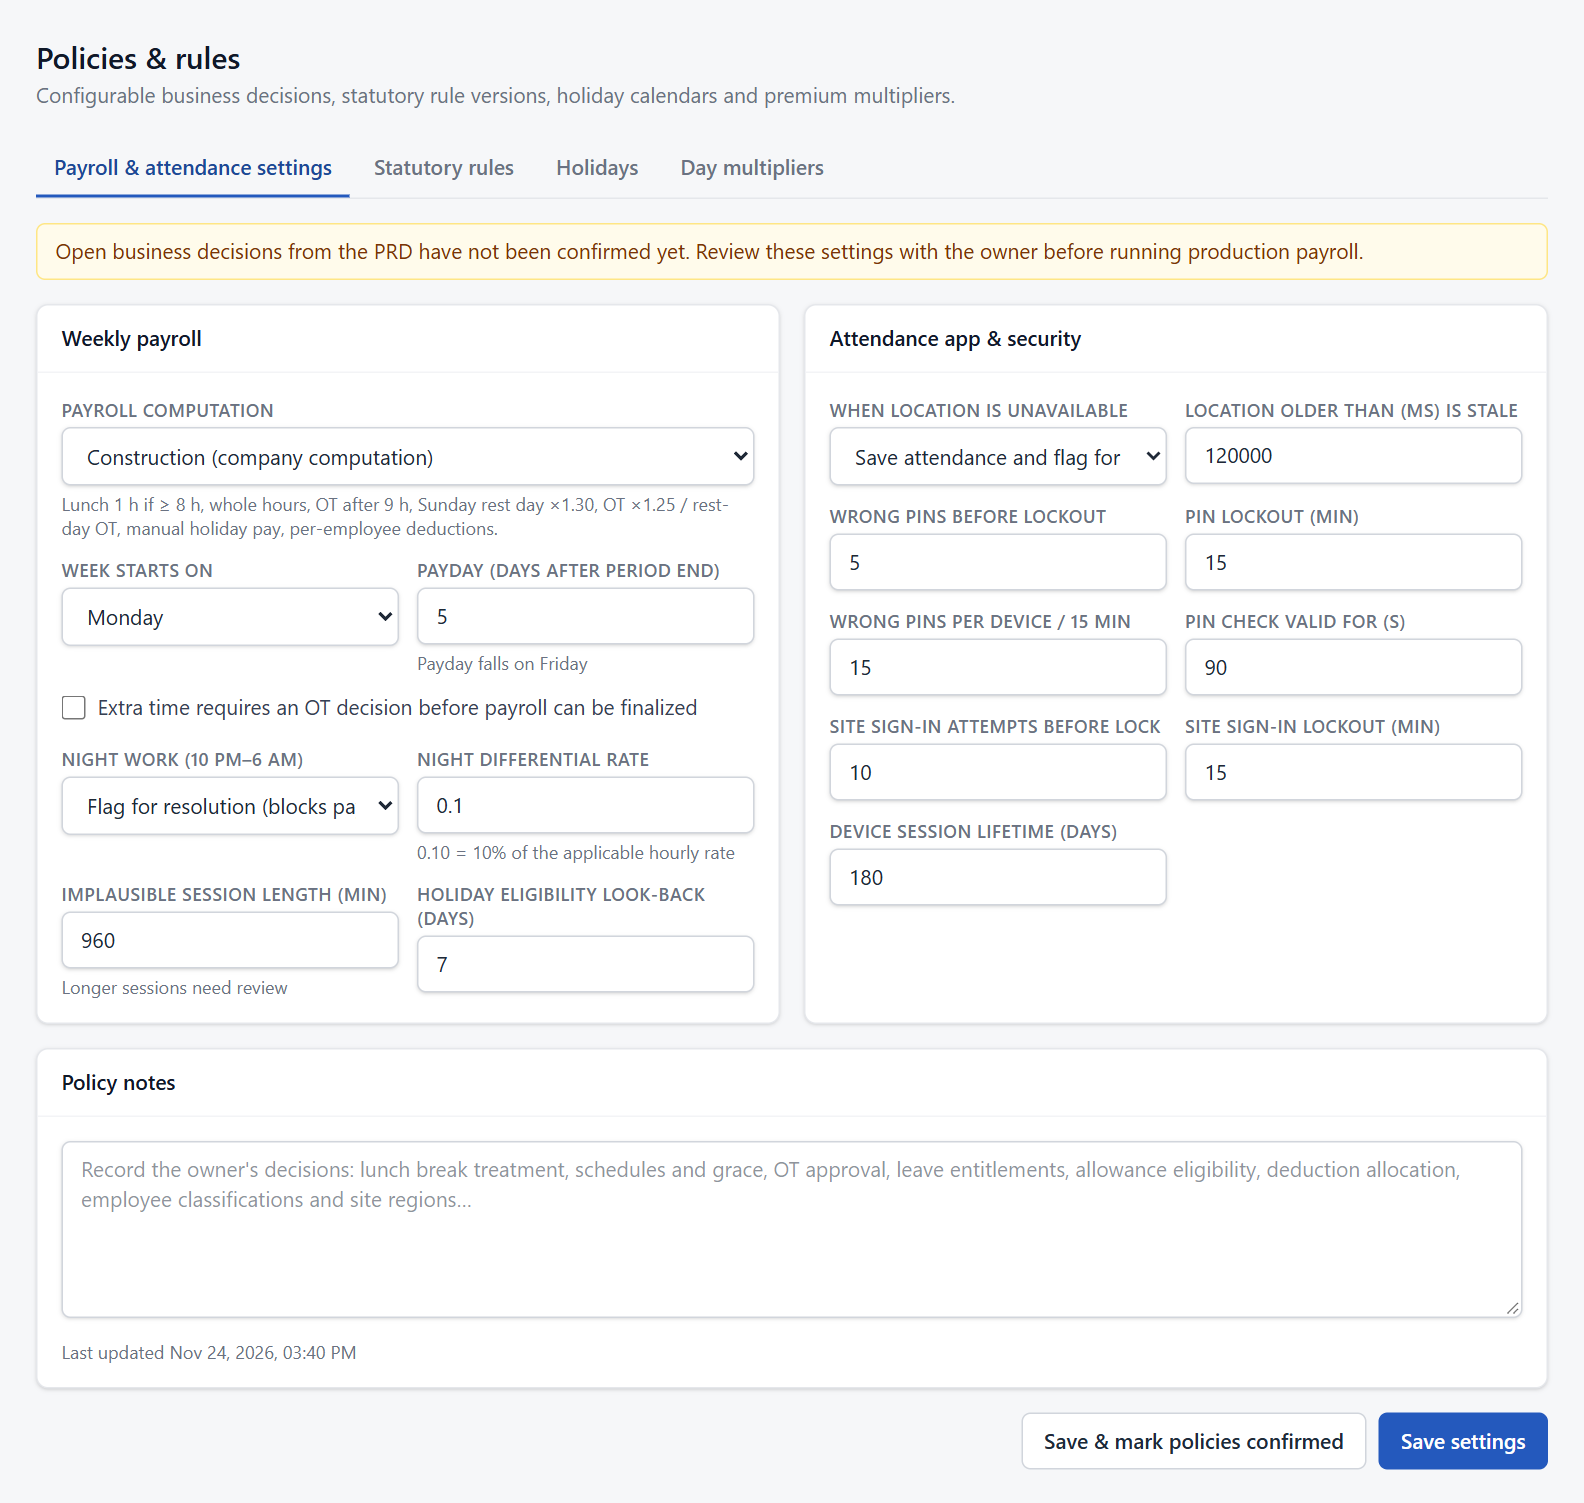 Policies & rules
Configurable business decisions, statutory rule versions, holiday calendars and premium multipliers.
Payroll & attendance settings
Statutory rules
Holidays
Day multipliers
Open business decisions from the PRD have not been confirmed yet. Review these settings with the owner before running production payroll.
Weekly payroll
PAYROLL COMPUTATION
Construction (company computation)
Lunch 1 h if ≥ 8 h, whole hours, OT after 9 h, Sunday rest day ×1.30, OT ×1.25 / rest-
day OT, manual holiday pay, per-employee deductions.
WEEK STARTS ON
Monday
PAYDAY (DAYS AFTER PERIOD END)
5
Payday falls on Friday
Extra time requires an OT decision before payroll can be finalized
NIGHT WORK (10 PM–6 AM)
Flag for resolution (blocks pa
NIGHT DIFFERENTIAL RATE
0.1
0.10 = 10% of the applicable hourly rate
IMPLAUSIBLE SESSION LENGTH (MIN)
960
Longer sessions need review
HOLIDAY ELIGIBILITY LOOK-BACK
(DAYS)
7
Attendance app & security
WHEN LOCATION IS UNAVAILABLE
Save attendance and flag for
LOCATION OLDER THAN (MS) IS STALE
120000
WRONG PINS BEFORE LOCKOUT
5
PIN LOCKOUT (MIN)
15
WRONG PINS PER DEVICE / 15 MIN
15
PIN CHECK VALID FOR (S)
90
SITE SIGN-IN ATTEMPTS BEFORE LOCK
10
SITE SIGN-IN LOCKOUT (MIN)
15
DEVICE SESSION LIFETIME (DAYS)
180
Policy notes
Record the owner's decisions: lunch break treatment, schedules and grace, OT approval, leave entitlements, allowance eligibility, deduction allocation,
employee classifications and site regions...
Last updated Nov 24, 2026, 03:40 PM
Save & mark policies confirmed
Save settings